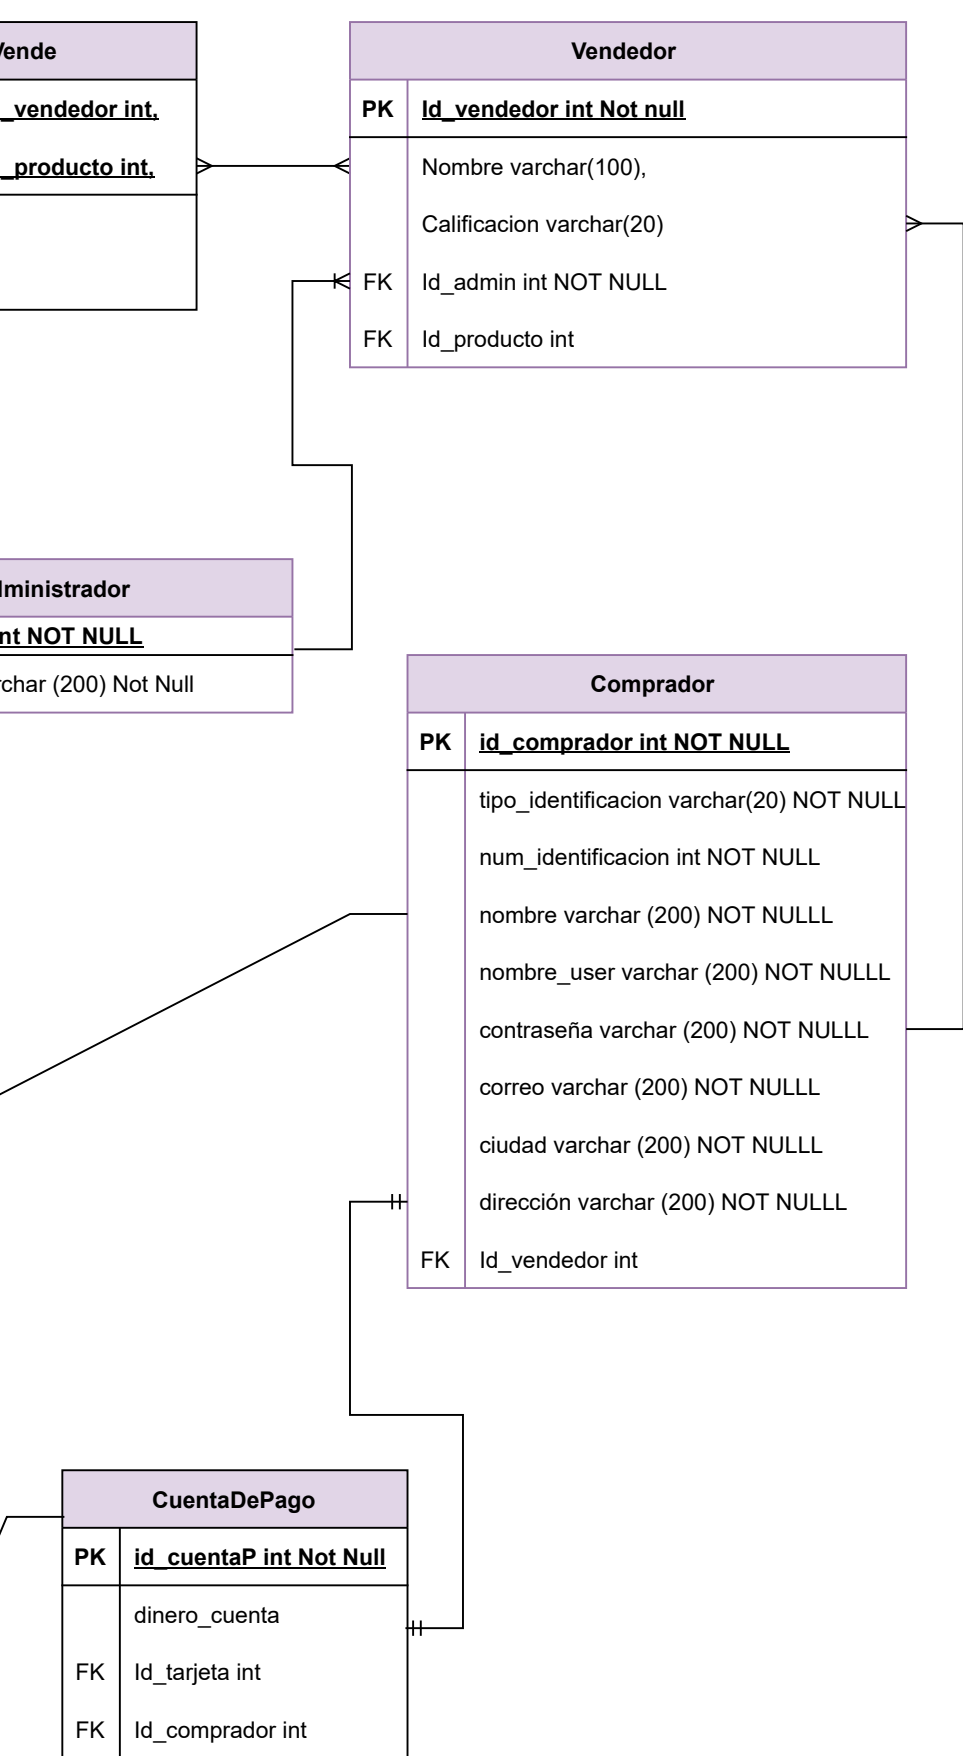 Vende
_vendedor int,
_producto int,
Vendedor
PK Id_vendedor int Not null
Nombre varchar(100),
Calificacion varchar(20)
FK Id_admin int NOT NULL
FK Id_producto int
ministrador
int NOT NULL
char (200) Not Null
Comprador
PK id_comprador int NOT NULL
tipo_identificacion varchar(20) NOT NULL
num_identificacion int NOT NULL
nombre varchar (200) NOT NULLL
nombre_user varchar (200) NOT NULLL
contraseña varchar (200) NOT NULLL
correo varchar (200) NOT NULLL
ciudad varchar (200) NOT NULLL
dirección varchar (200) NOT NULLL
FK Id_vendedor int
CuentaDePago
PK id_cuentaP int Not Null
dinero_cuenta
FK Id_tarjeta int
FK Id_comprador int